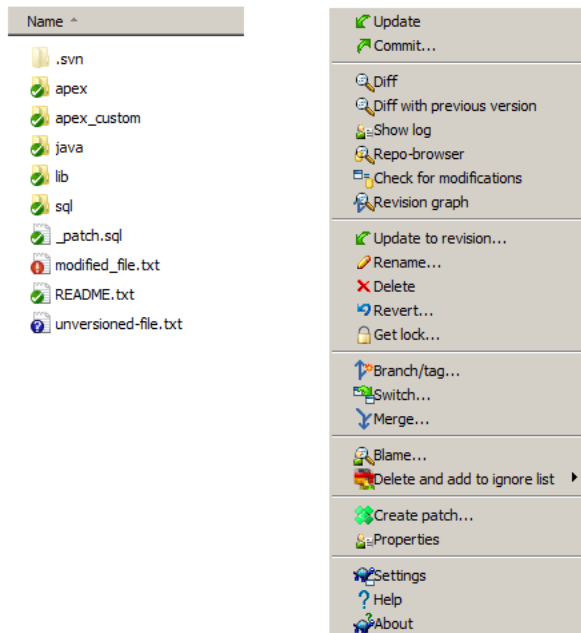 Name
.svn
apex
apex_custom
java
lib
sql
_patch.sql
modified_file.txt
README.txt
unversioned-file.txt
Update
Commit...
Diff
Diff with previous version
Show log
Repo-browser
Check for modifications
Revision graph
Update to revision...
Rename...
Delete
Revert...
Get lock...
Branch/tag...
Switch...
Merge...
Blame...
Delete and add to ignore list
Create patch...
Properties
Settings
Help
About